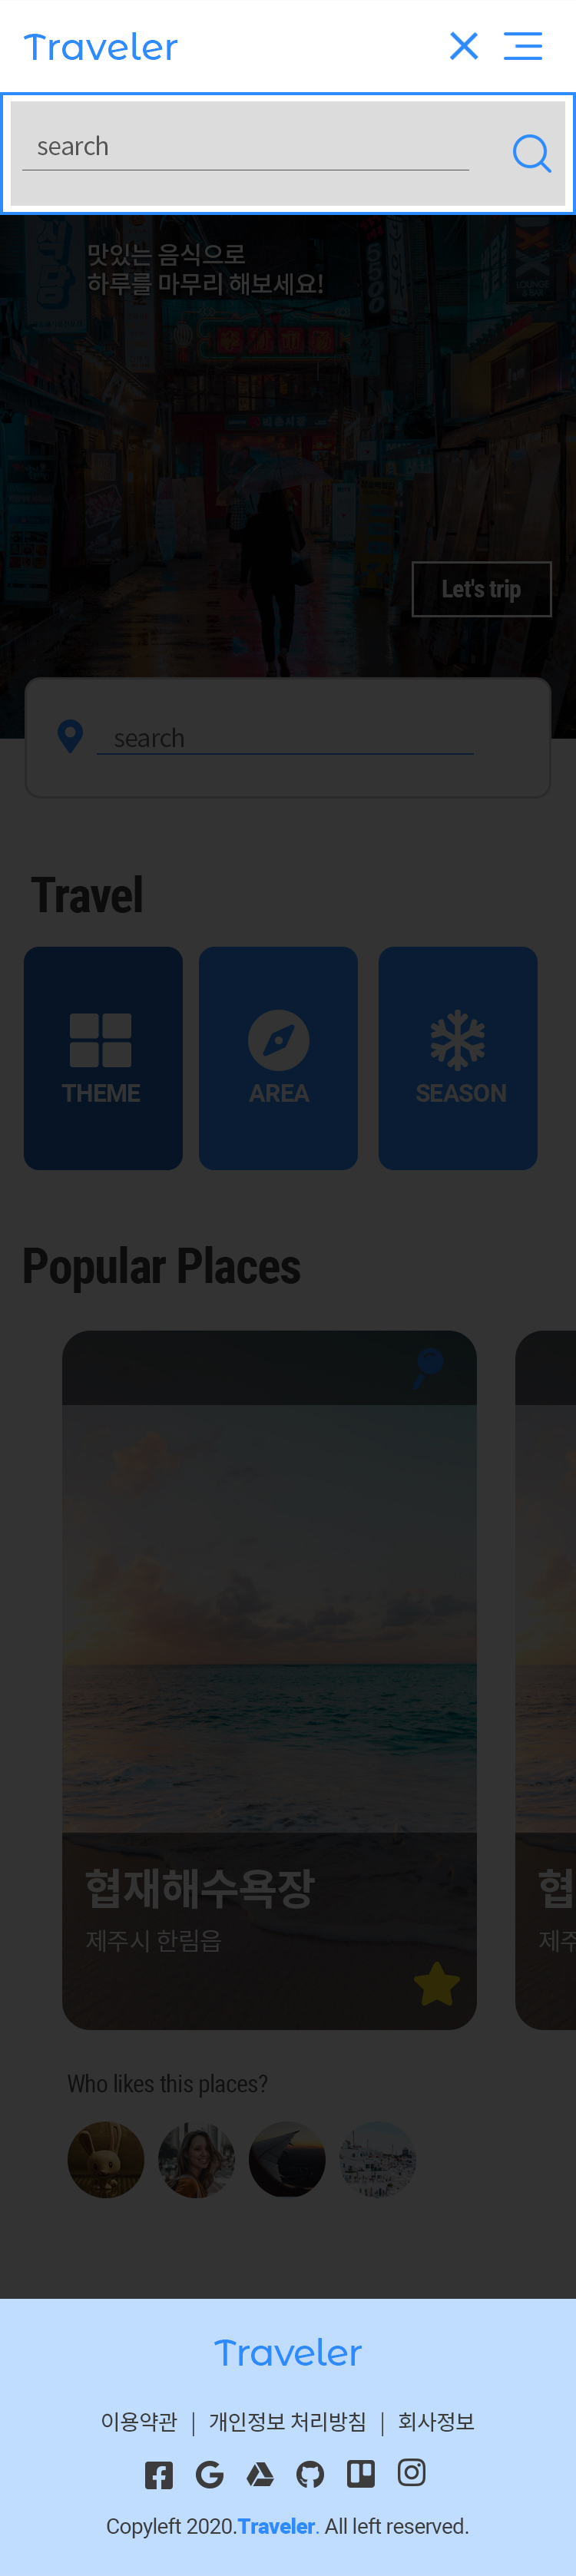 Traveler
search
맛있는 음식으로
하루를 마무리 해보세요!
5500
LOUNGE
& BAR
Let's trip
search
Travel
THEME
AREA
SEASON
Popular Places
협재해수욕장
제주시 한림읍
협
제주
Who likes this places?
Traveler
이용약관 | 개인정보 처리방침 | 회사정보
Copyleft 2020.Traveler. All left reserved.